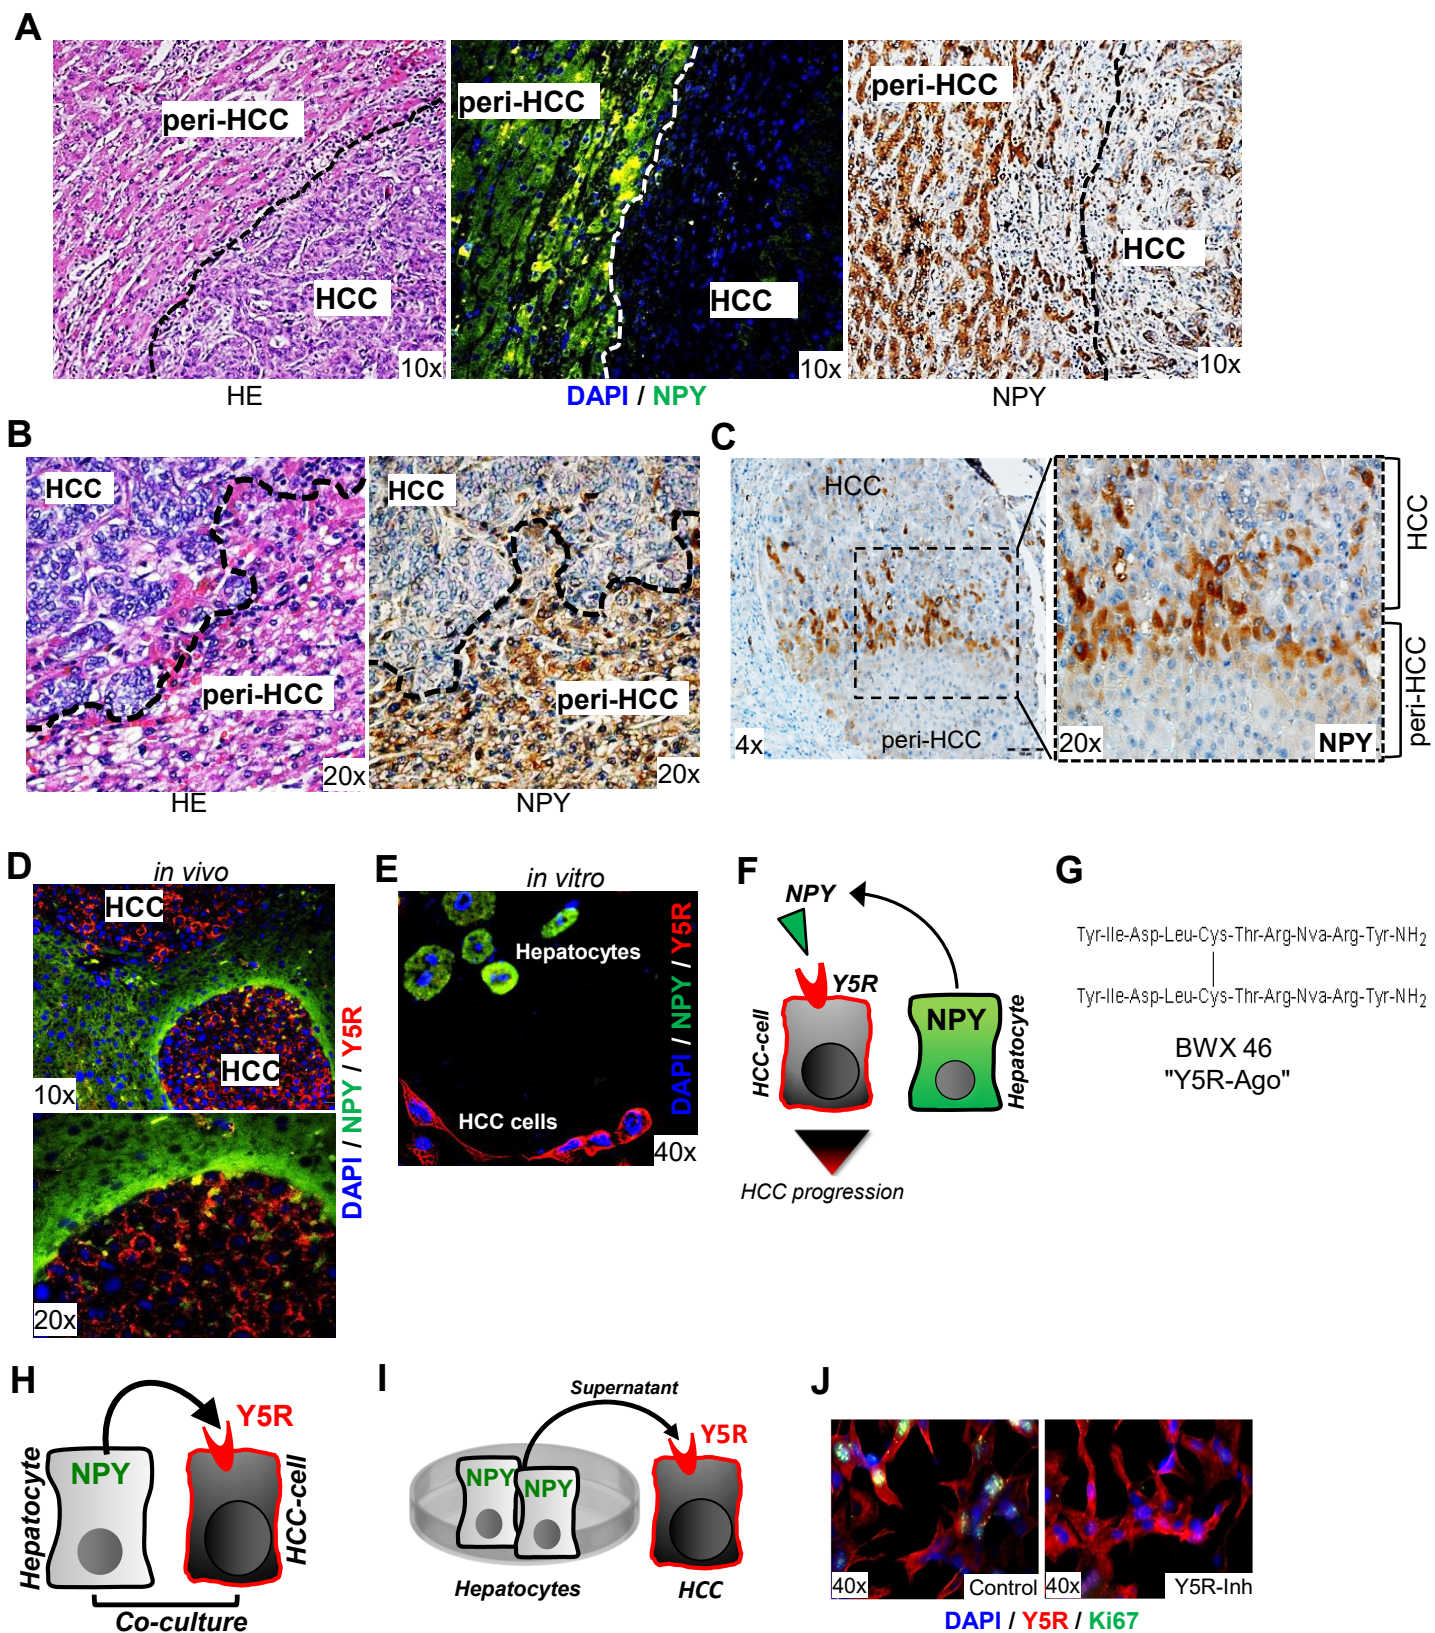 A
peri-HCC
HCC
10x
HE
peri-HCC
HCC
10x
DAPI / NPY
peri-HCC
HCC
10x
NPY
B
HCC
peri-HCC
20x
HE
HCC
peri-HCC
20x
NPY
C
HCC
4x
peri-HCC
20x
NPY
HCC
peri-HCC
D
in vivo
HCC
HCC
10x
20x
DAPI / NPY / Y5R
E
in vitro
Hepatocytes
HCC cells
40x
DAPI / NPY / Y5R
F
NPY
Y5R
HCC-cell
NPY
Hepatocyte
HCC progression
G
Tyr-Ile-Asp-Leu-Cys-Thr-Arg-Nva-Arg-Tyr-NH2
Tyr-Ile-Asp-Leu-Cys-Thr-Arg-Nva-Arg-Tyr-NH2
BWX 46
"Y5R-Ago"
H
Hepatocyte
NPY
Y5R
HCC-cell
Co-culture
I
Supernatant
NPY
NPY
Y5R
Hepatocytes
HCC
J
40x
Control
40x
Y5R-Inh
DAPI / Y5R / Ki67